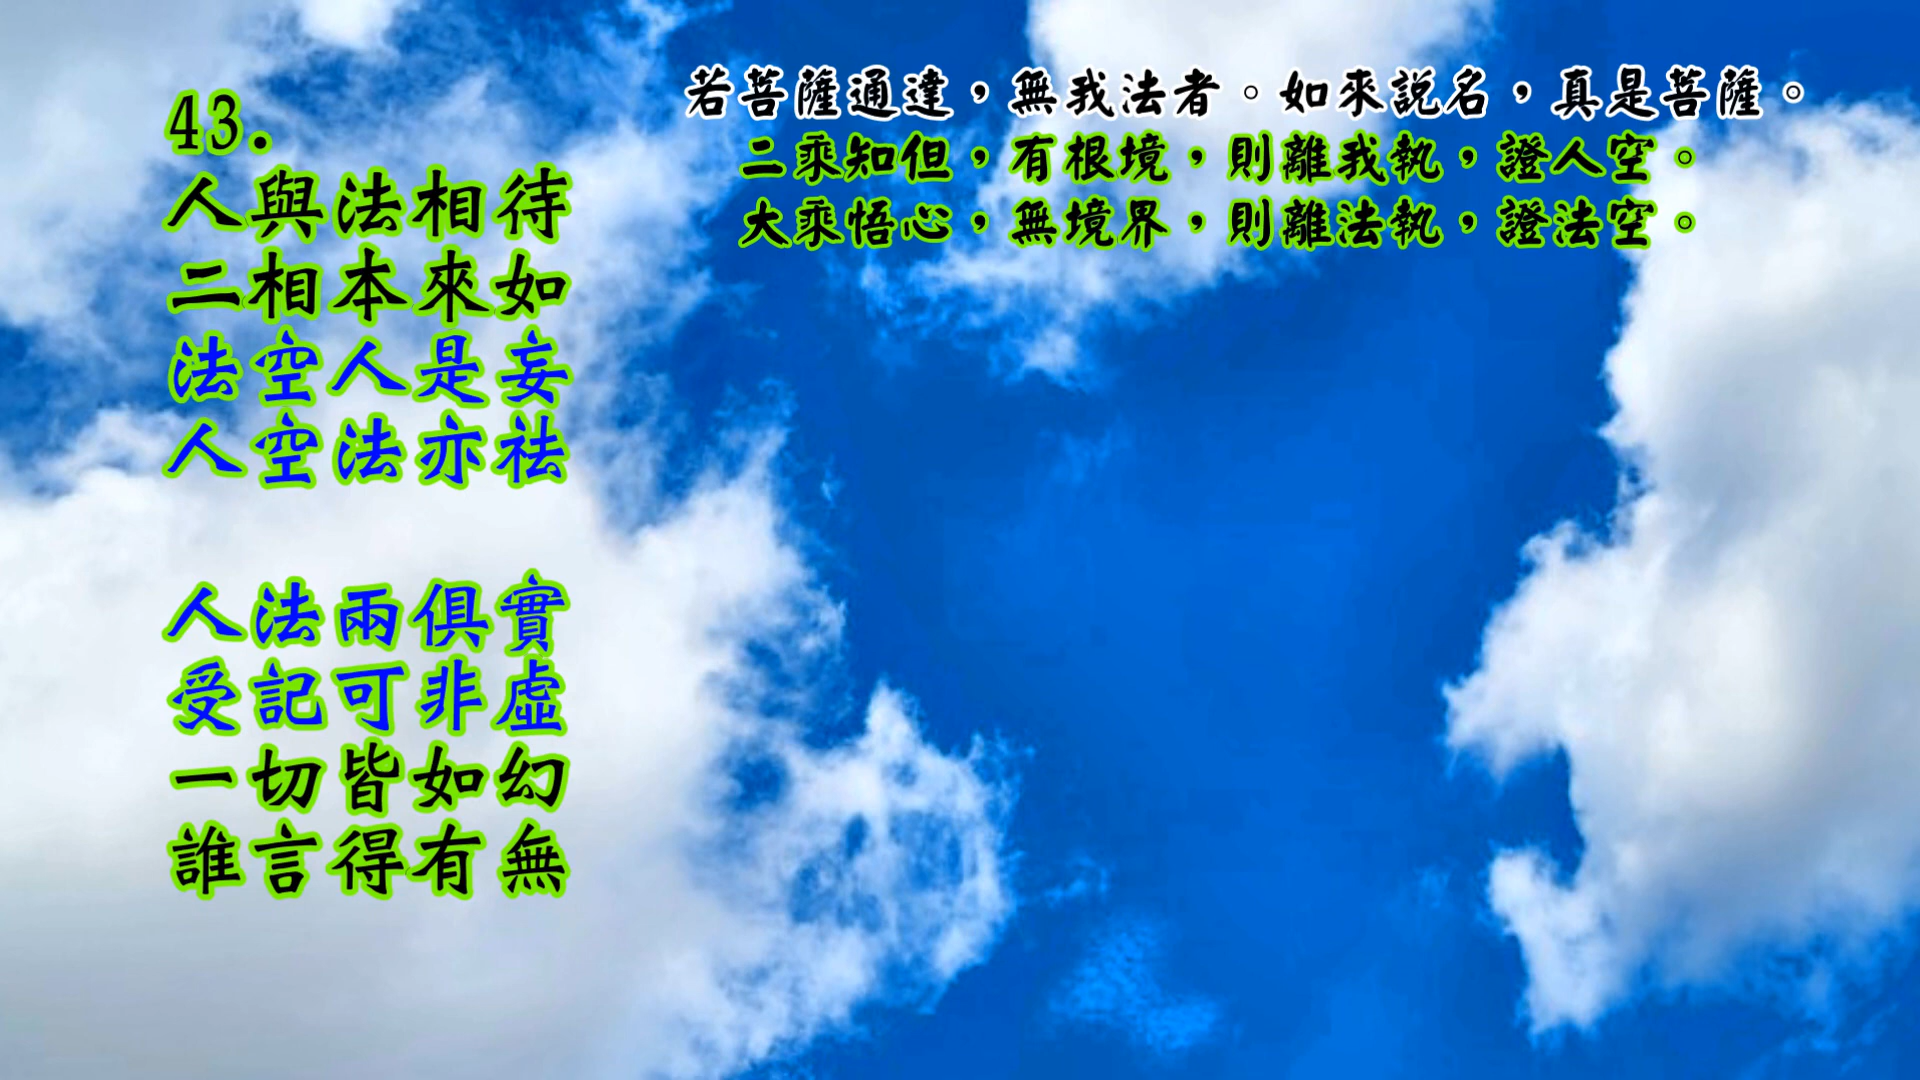 43.
人與法相待
二相本來如
法空人是妄
人空法亦祛
人法兩俱實
受記可非虛
一切皆如幻
誰言得有無
若菩薩通達，無我法者。如來說名，真是菩薩。
二乘知但，有根境，則離我執，證人空。
大乘悟心，無境界，則離法執，證法空。